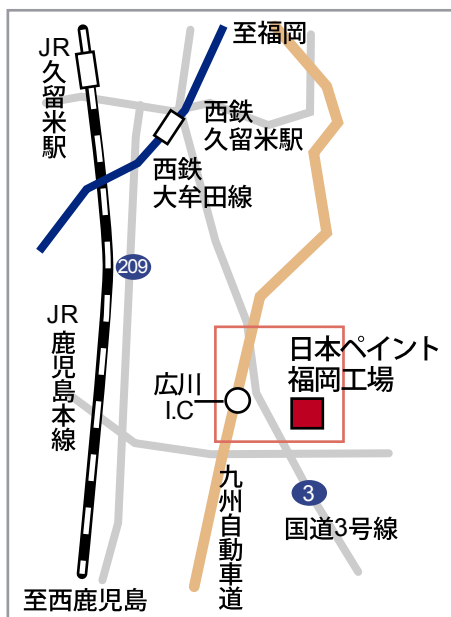 至福岡
JR
久留米駅
西鉄
久留米駅
西鉄
大牟田線
209
JR
鹿児島本線
日本ペイント
福岡工場
広川
I.C
3
国道3号線
九州自動車道
至西鹿児島